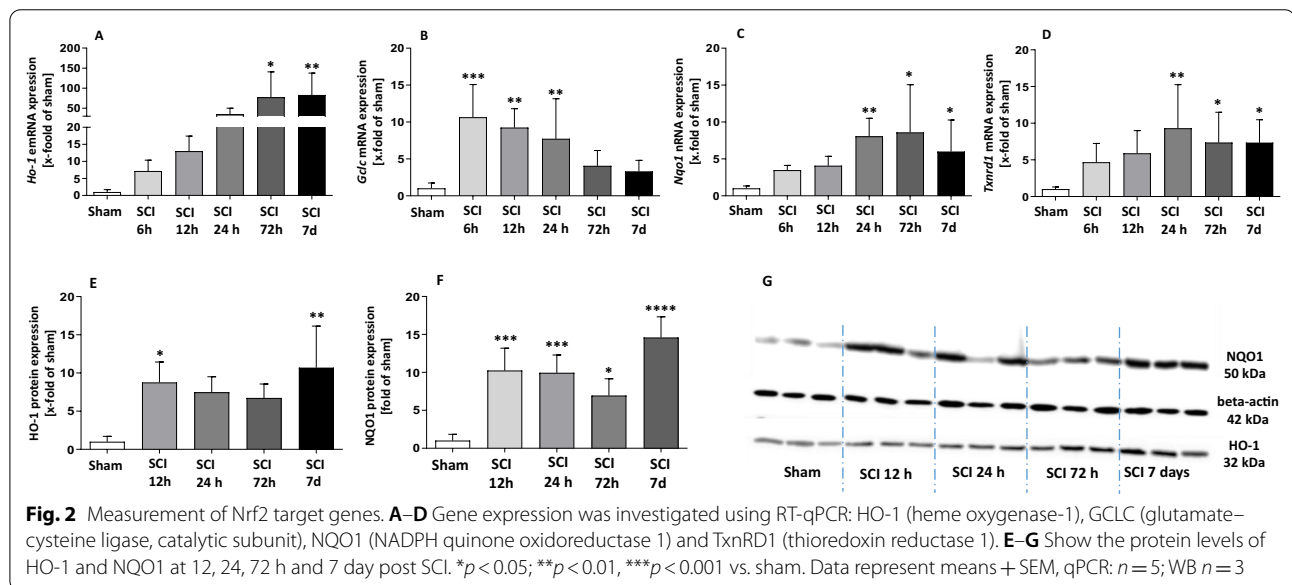 A
Ho-1 emRNA xpression
[x-foold of sham]
200
150
100
50
20
15
10
5
0
*
**
Sham
SCI 6h
SCI 12h
SCI 24 h
SCI 72h
SCI 7d
B
Gclc mRNA expression
[x.fold of sham]
20
15
10
5
0
***
**
**
Sham
SCI 6h
SCI 12h
SCI 24 h
SCI 72h
SCI 7d
C
Nqo1 mRNA expression
[x.fold of sham]
20
15
10
5
0
**
*
*
Sham
SCI 6h
SCI 12h
SCI 24 h
SCI 72h
SCI 7d
D
Txnrd1 mRNA expression
[x-fold of sham]
20
15
10
5
0
**
*
*
Sham
SCI 6h
SCI 12h
SCI 24 h
SCI 72h
SCI 7d
E
HO-1 protein expression
[x-fold of sham]
20
15
10
5
0
*
**
Sham
SCI 12h
SCI 24 h
SCI 72h
SCI 7d
F
NQO1 protein expression
[fold of sham]
20
15
10
5
0
***
***
*
****
Sham
SCI 12h
SCI 24 h
SCI 72h
SCI 7d
G
NQO1
50 kDa
beta-actin
42 kDa
HO-1
32 kDa
Sham
SCI 12h
SCI 24 h
SCI 72 h
SCI 7 days
Fig. 2 Measurement of Nrf2 target genes. A–D Gene expression was investigated using RT-qPCR: HO-1 (heme oxygenase-1), GCLC (glutamate–
cysteine ligase, catalytic subunit), NQO1 (NADPH quinone oxidoreductase 1) and TxnRD1 (thioredoxin reductase 1). E–G Show the protein levels of
HO-1 and NQO1 at 12, 24, 72 h and 7 day post SCI. *p < 0.05; **p < 0.01, ***p < 0.001 vs. sham. Data represent means + SEM, qPCR: n = 5; WB n = 3